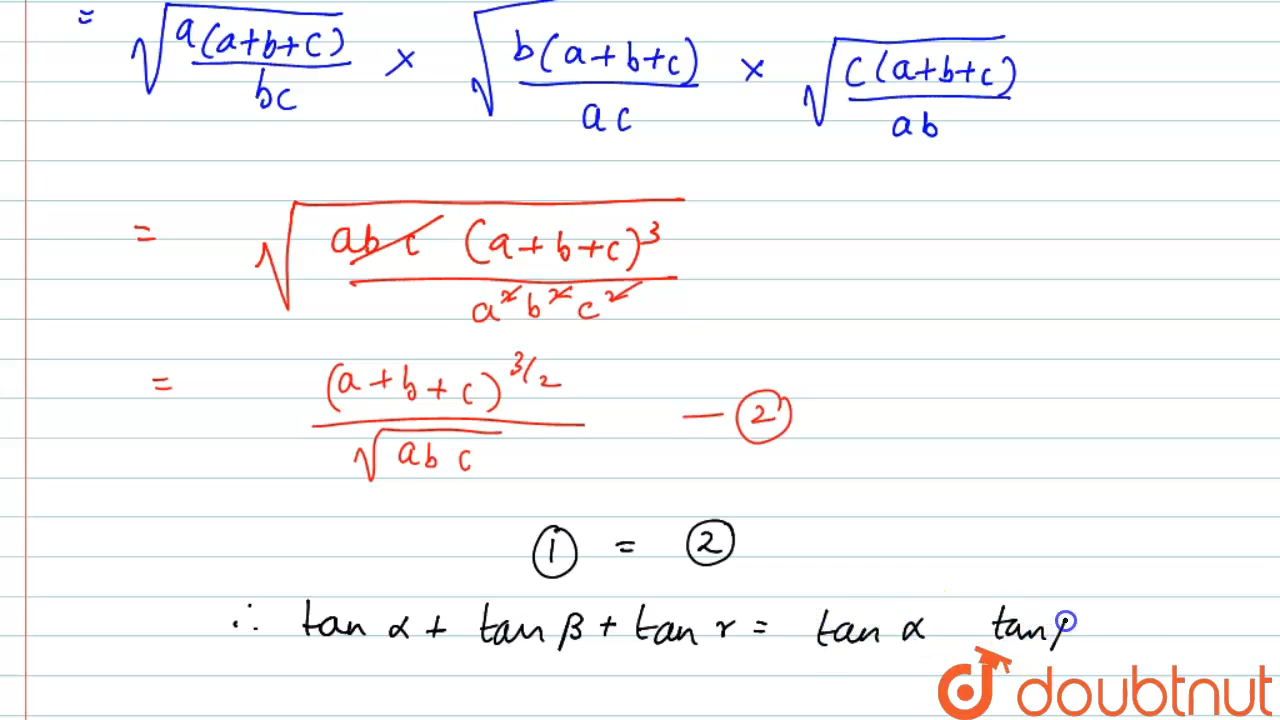 = √(a(a+b+c)/bc) × √(b(a+b+c)/ac) × √(c(a+b+c)/ab)
= √(abc (a+b+c)³/a²b²c²)
= (a+b+c)^3/2/√abc — ②
① = ②
∴ tan α + tan β + tan r = tan α tan β
doubtnut